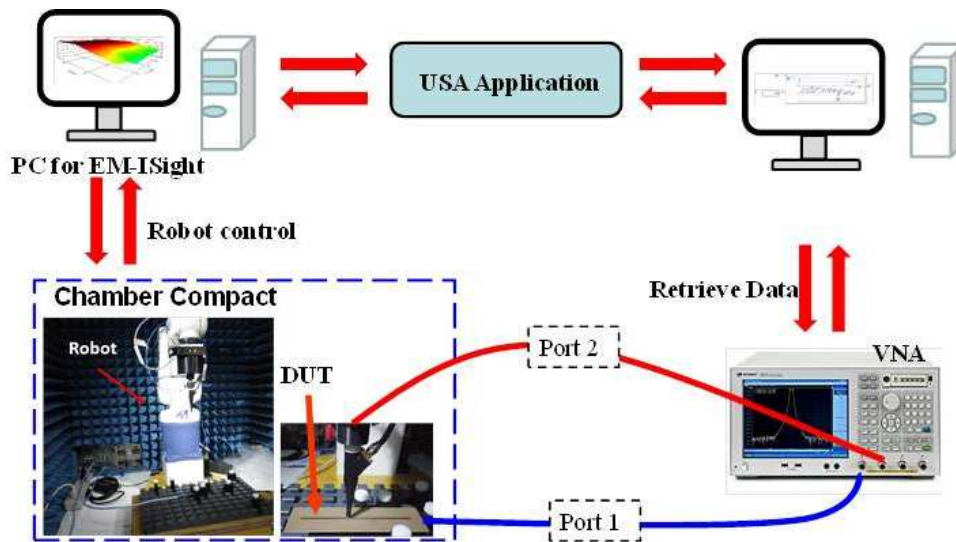 USA Application
PC for EM-ISight
Robot control
Chamber Compact
Robot
DUT
Port 2
Retrieve Data
VNA
Port 1